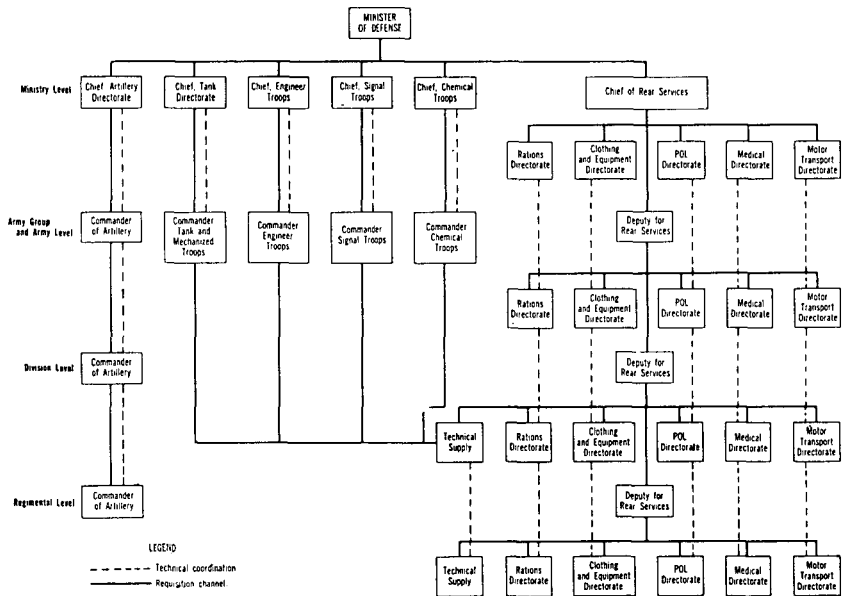 MINISTER
OF DEFENSE
Ministry Level
Chief, Artillery
Directorate
Chief, Tank
Directorate
Chief, Engineer
Troops
Chief, Signal
Troops
Chief, Chemical
Troops
Chief of Rear Services
Rations
Directorate
Clothing
and Equipment
Directorate
POL
Directorate
Medical
Directorate
Motor
Transport
Directorate
Army Group
and Army Level
Commander
of Artillery
Commander
Tank and
Mechanized
Troops
Commander
Engineer
Troops
Commander
Signal Troops
Commander
Chemical
Troops
Deputy for
Rear Services
Rations
Directorate
Clothing
and Equipment
Directorate
POL
Directorate
Medical
Directorate
Motor
Transport
Directorate
Division Level
Commander
of Artillery
Deputy for
Rear Services
Technical
Supply
Rations
Directorate
Clothing
and Equipment
Directorate
POL
Directorate
Medical
Directorate
Motor
Transport
Directorate
Regimental Level
Commander
of Artillery
Deputy for
Rear Services
Technical
Supply
Rations
Directorate
Clothing
and Equipment
Directorate
POL
Directorate
Medical
Directorate
Motor
Transport
Directorate
LEGEND
Technical coordination
Requisition channel